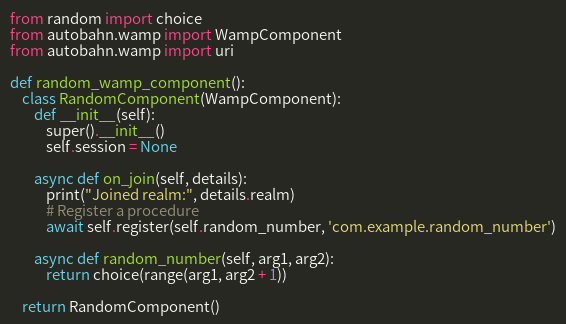 from random import choice
from autobahn.wamp import WampComponent
from autobahn.wamp import uri

def random_wamp_component():
    class RandomComponent(WampComponent):
        def __init__(self):
            super().__init__()
            self.session = None

        async def on_join(self, details):
            print("Joined realm:", details.realm)
            # Register a procedure
            await self.register(self.random_number, 'com.example.random_number')

        async def random_number(self, arg1, arg2):
            return choice(range(arg1, arg2 + 1))

    return RandomComponent()